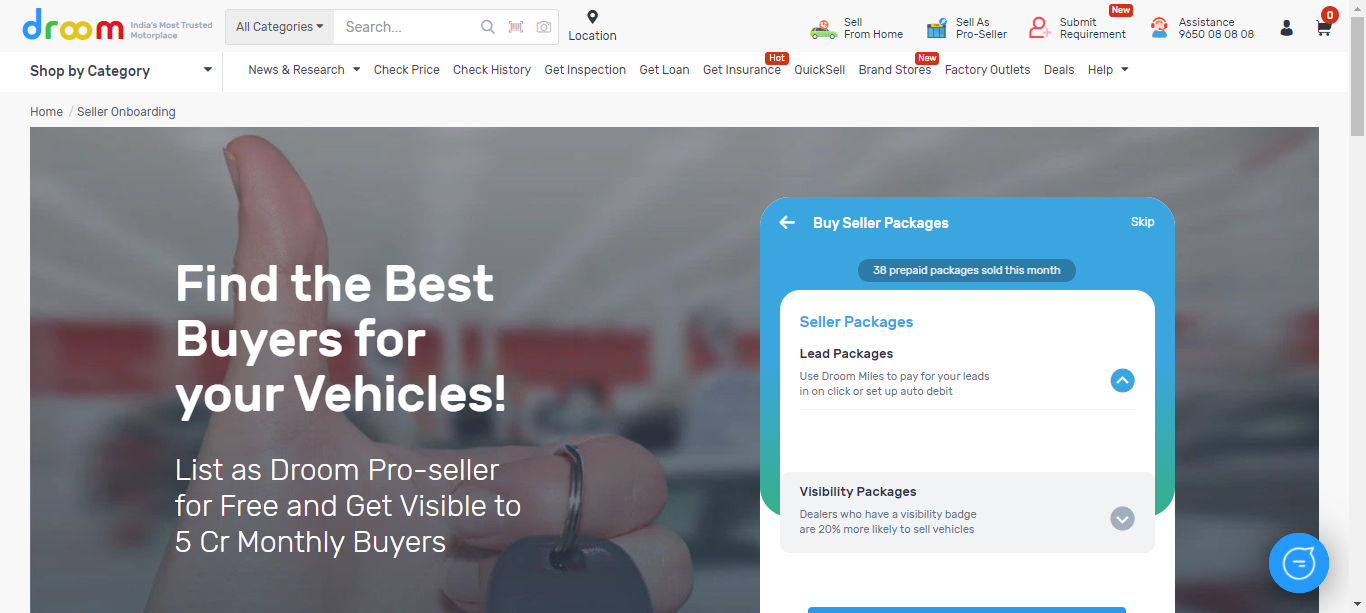 droom
India's Most Trusted
Motorplace
All Categories
Search...
Location
Sell
From Home
Sell As
Pro-Seller
New
Submit
Requirement
Assistance
9650 08 08 08
0
Shop by Category
News & Research
Check Price
Check History
Get Inspection
Get Loan
Get Insurance
Hot
QuickSell
Brand Stores
New
Factory Outlets
Deals
Help
Home / Seller Onboarding
Find the Best
Buyers for
your Vehicles!
List as Droom Pro-seller
for Free and Get Visible to
5 Cr Monthly Buyers
Buy Seller Packages
Skip
38 prepaid packages sold this month
Seller Packages
Lead Packages
Use Droom Miles to pay for your leads
in on click or set up auto debit
Visibility Packages
Dealers who have a visibility badge
are 20% more likely to sell vehicles